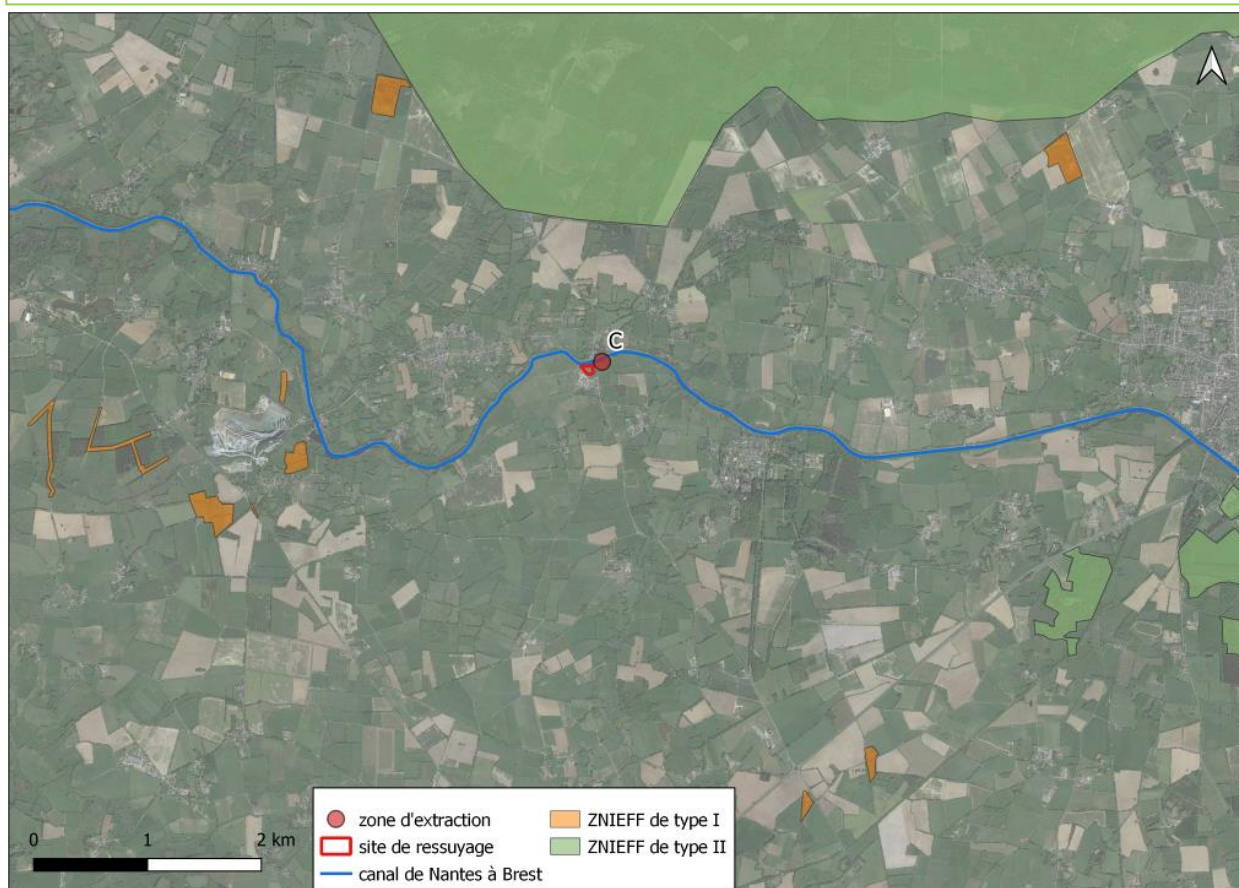 C
0 1 2 km
zone d'extraction
site de ressuyage
canal de Nantes à Brest
ZNIEFF de type I
ZNIEFF de type II